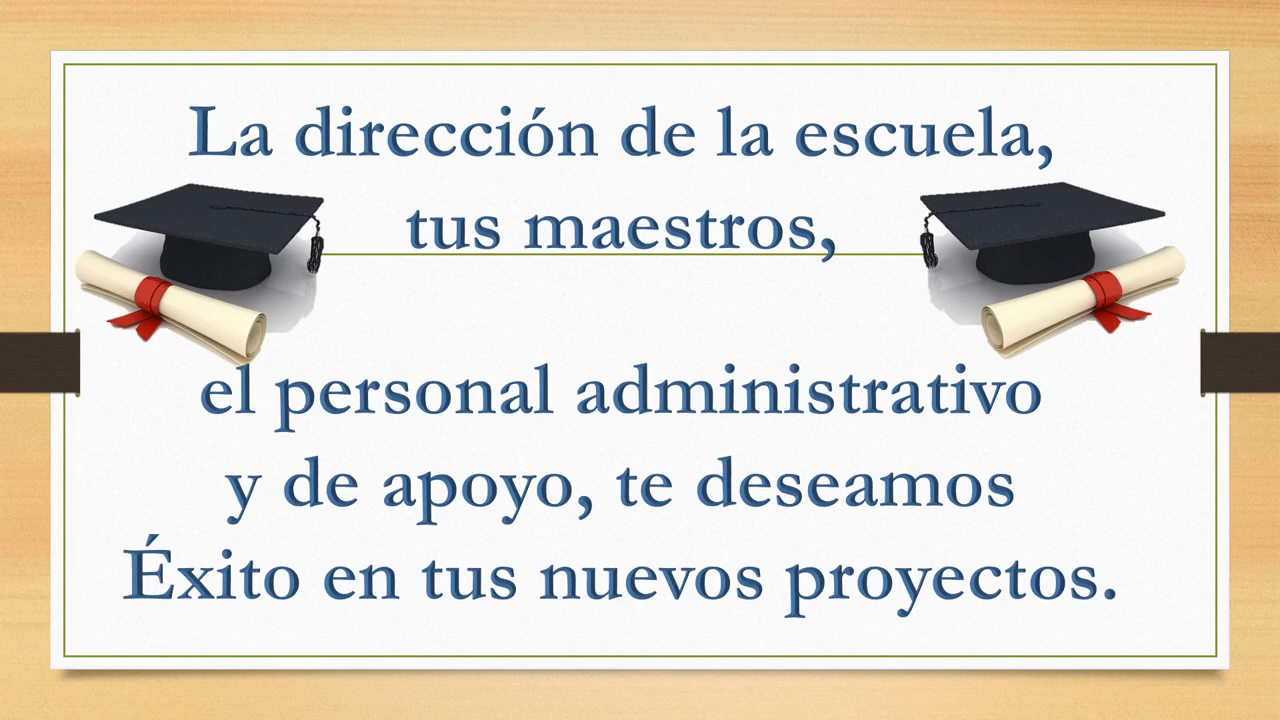 La dirección de la escuela,
tus maestros,
el personal administrativo
y de apoyo, te deseamos
Éxito en tus nuevos proyectos.